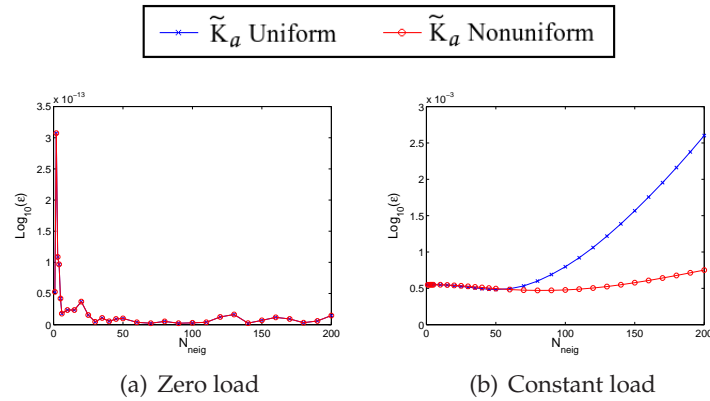 K̃a Uniform K̃a Nonuniform
x 10⁻¹³
3.5
3
2.5
2
1.5
1
0.5
0
Log₁₀(ε)
0 50 100 150 200
Nneig
(a) Zero load
x 10⁻³
3
2.5
2
1.5
1
0.5
0
Log₁₀(ε)
0 50 100 150 200
Nneig
(b) Constant load